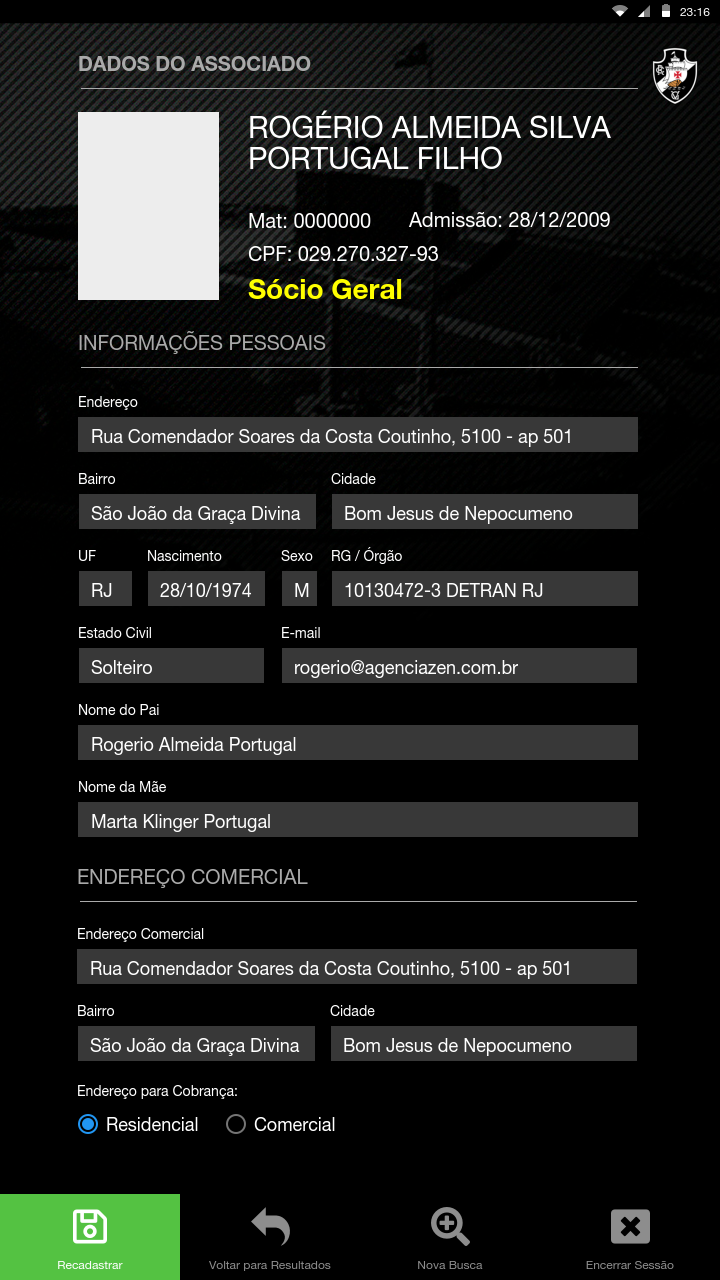 23:16
DADOS DO ASSOCIADO
ROGÉRIO ALMEIDA SILVA
PORTUGAL FILHO
Mat: 0000000 Admissão: 28/12/2009
CPF: 029.270.327-93
Sócio Geral
INFORMAÇÕES PESSOAIS
Endereço
Rua Comendador Soares da Costa Coutinho, 5100 - ap 501
Bairro Cidade
São João da Graça Divina Bom Jesus de Nepocumeno
UF Nascimento Sexo RG / Órgão
RJ 28/10/1974 M 10130472-3 DETRAN RJ
Estado Civil E-mail
Solteiro rogerio@agenciazen.com.br
Nome do Pai
Rogerio Almeida Portugal
Nome da Mãe
Marta Klinger Portugal
ENDEREÇO COMERCIAL
Endereço Comercial
Rua Comendador Soares da Costa Coutinho, 5100 - ap 501
Bairro Cidade
São João da Graça Divina Bom Jesus de Nepocumeno
Endereço para Cobrança:
Residencial Comercial
Recadastrar Voltar para Resultados Nova Busca Encerrar Sessão